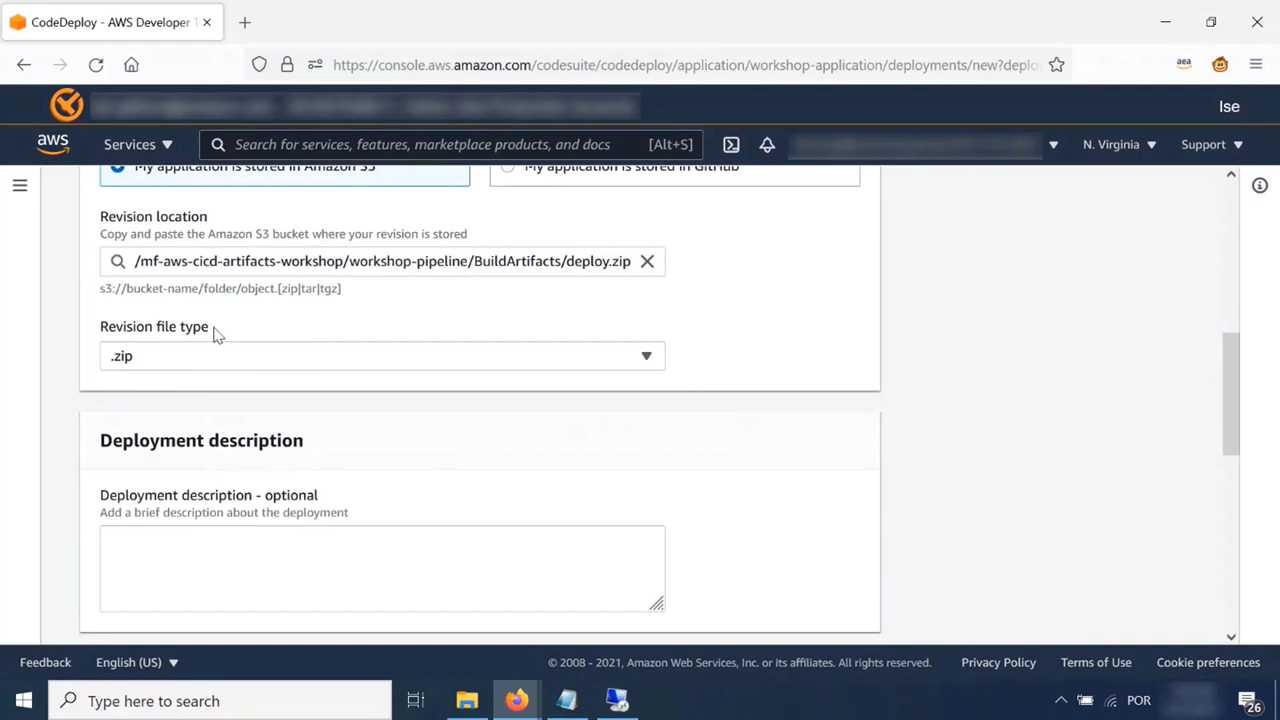 CodeDeploy - AWS Developer T
https://console.aws.amazon.com/codesuite/codedeploy/application/workshop-application/deployments/new?deplo
aea
Ise
aws
Services
Search for services, features, marketplace products, and docs
[Alt+S]
N. Virginia
Support
My application is stored in Amazon S3
My application is stored in GitHub
Revision location
Copy and paste the Amazon S3 bucket where your revision is stored
/mf-aws-cicd-artifacts-workshop/workshop-pipeline/BuildArtifacts/deploy.zip
s3://bucket-name/folder/object.[zip|tar|tgz]
Revision file type
.zip
Deployment description
Deployment description - optional
Add a brief description about the deployment
Feedback
English (US)
© 2008 - 2021, Amazon Web Services, Inc. or its affiliates. All rights reserved.
Privacy Policy
Terms of Use
Cookie preferences
Type here to search
POR
26